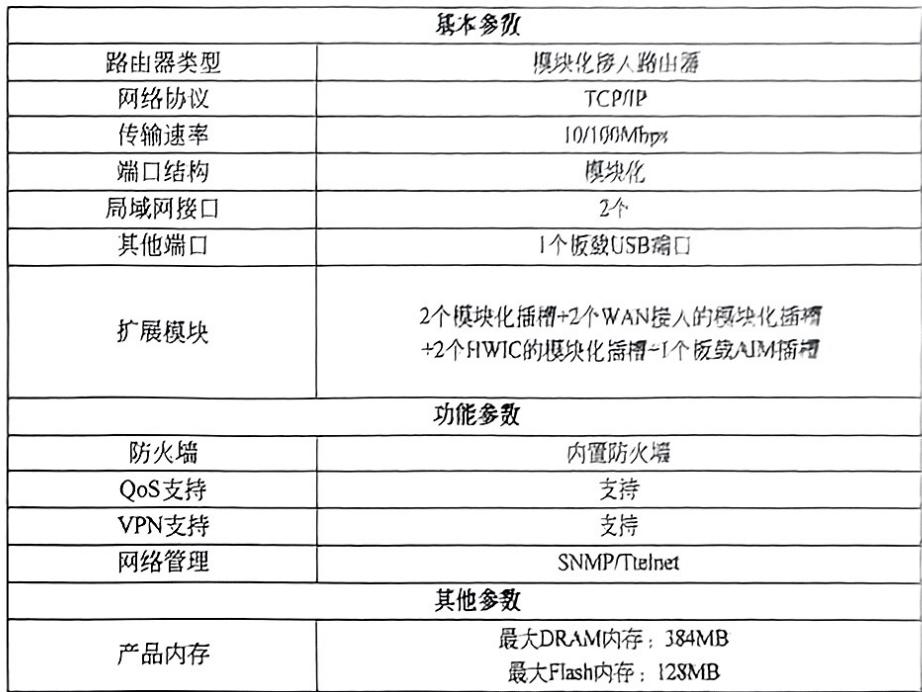 基本参数
路由器类型 模块化接入路由器
网络协议 TCP/IP
传输速率 10/100Mbps
端口结构 模块化
局域网接口 2个
其他端口 1个板载USB端口
扩展模块 2个模块化插槽+2个WAN接入的模块化插槽
+2个HWIC的模块化插槽+1个板载AIM插槽
功能参数
防火墙 内置防火墙
QoS支持 支持
VPN支持 支持
网络管理 SNMP/Ttelnet
其他参数
产品内存 最大DRAM内存：384MB
最大Flash内存：128MB